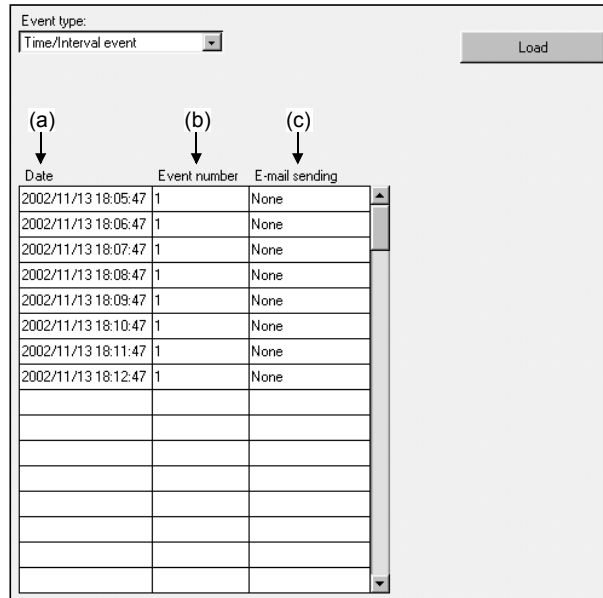 Event type:
Time/Interval event
Load
(a) (b) (c)
Date Event number E-mail sending
2002/11/13 18:05:47 1 None
2002/11/13 18:06:47 1 None
2002/11/13 18:07:47 1 None
2002/11/13 18:08:47 1 None
2002/11/13 18:09:47 1 None
2002/11/13 18:10:47 1 None
2002/11/13 18:11:47 1 None
2002/11/13 18:12:47 1 None